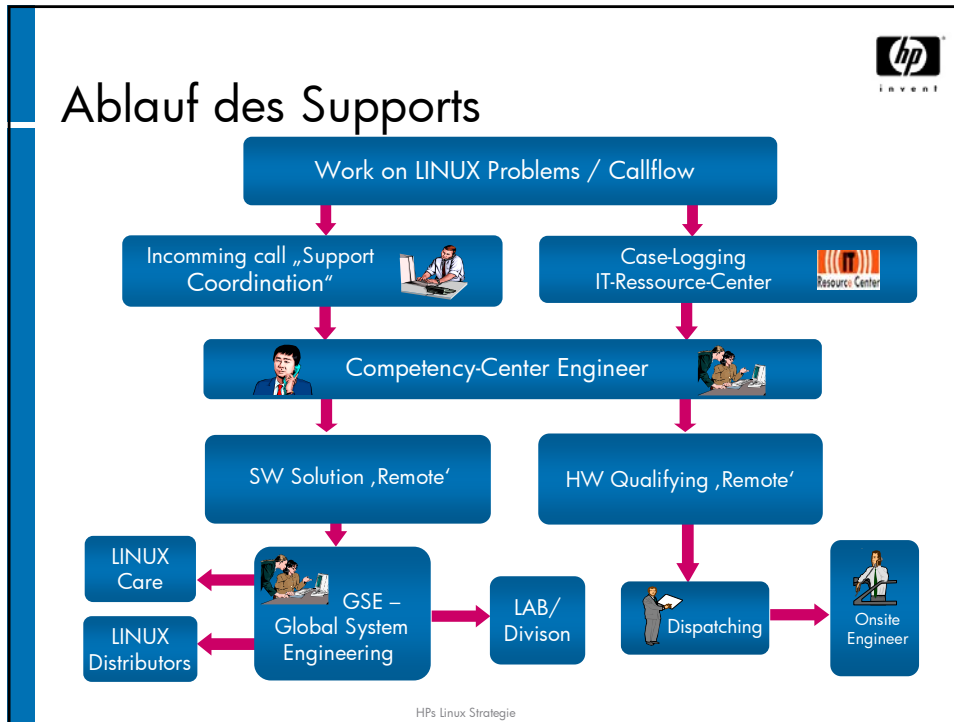 hp
invent
Ablauf des Supports
Work on LINUX Problems / Callflow
Incomming call „Support
Coordination“
Case-Logging
IT-Ressource-Center
IT
Resource Center
Competency-Center Engineer
SW Solution ‚Remote‘
HW Qualifying ‚Remote‘
LINUX
Care
LINUX
Distributors
GSE –
Global System
Engineering
LAB/
Divison
Dispatching
Onsite
Engineer
HPs Linux Strategie